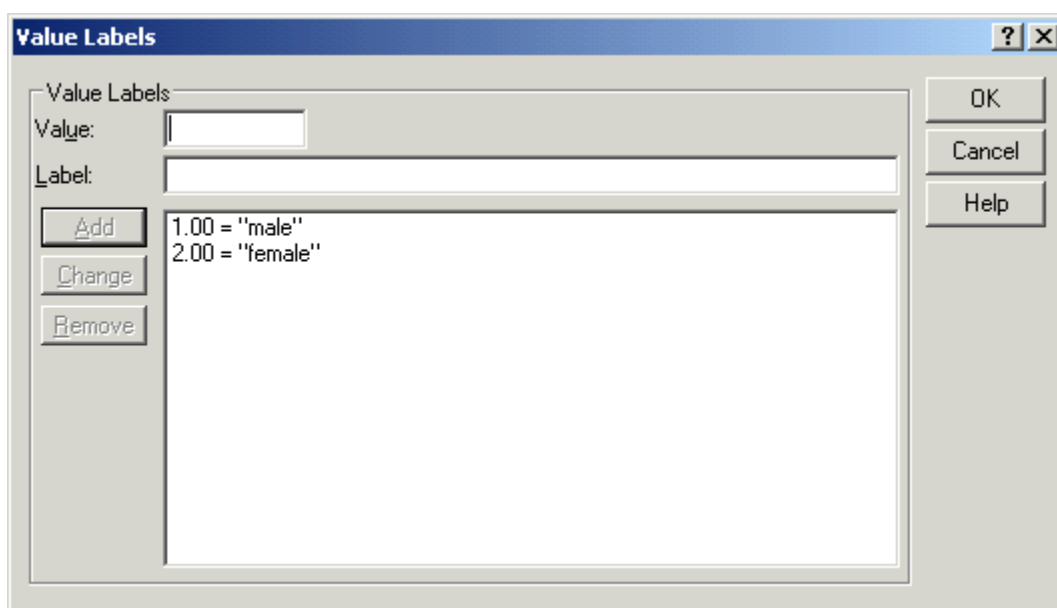 Value Labels
Value Labels
Value:
Label:
OK
Cancel
Help
Add
Change
Remove
1.00 = "male"
2.00 = "female"